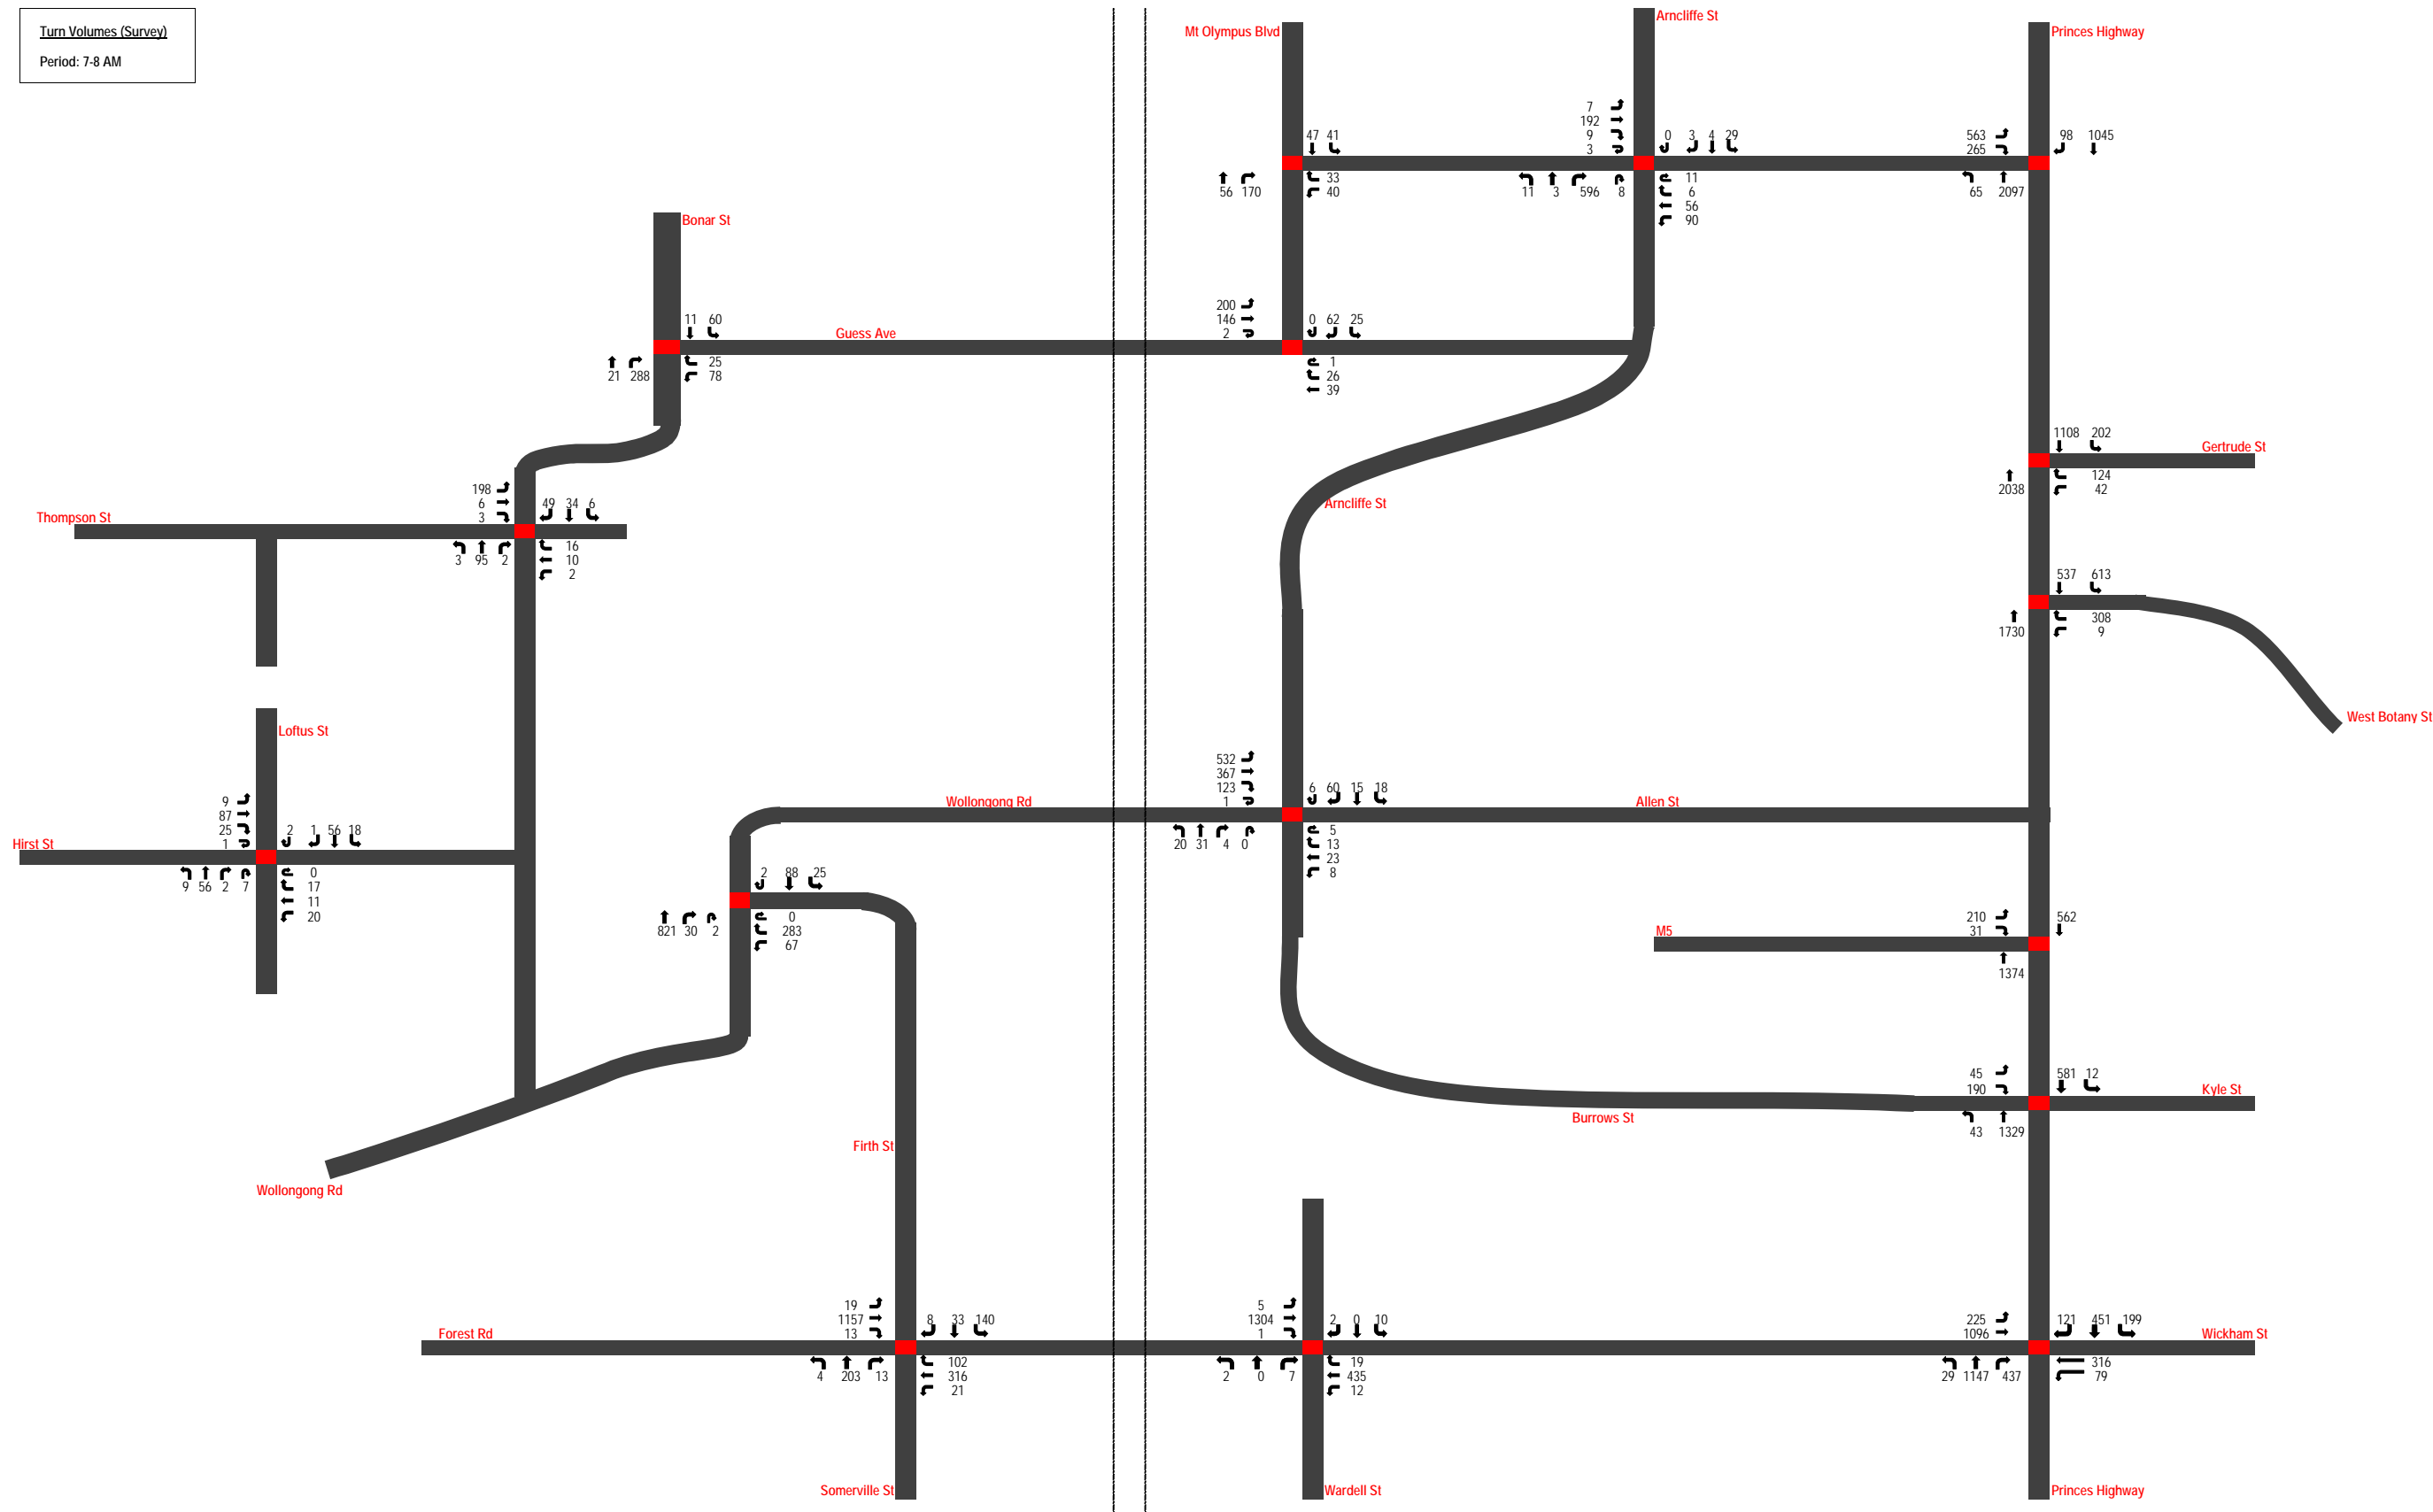 Turn Volumes (Survey)
Period: 7-8 AM
Arncliffe St
Mt Olympus Blvd
Princes Highway
7
192
9
3
47 41
0 3 4 29
563
265
98 1045
56 170
33
40
11 3 596 8
11
6
56
90
65 2097
Bonar St
200
146
2
11 60
Guess Ave
0 62 25
21 288
25
78
1
26
39
1108 202
Gertrude St
2038
124
42
198
6
3
49 34 6
Thompson St
Arncliffe St
3 95 2
16
10
2
537 613
1730
308
9
West Botany St
Loftus St
532
367
123
1
6 60 15 18
Wollongong Rd
Allen St
9
87
25
1
2 1 56 18
Hirst St
20 31 4 0
5
13
23
8
9 56 2 7
0
17
11
20
2 88 25
821 30 2
0
283
67
210
31
562
M5
1374
45
190
581 12
Kyle St
Burrows St
43 1329
Firth St
Wollongong Rd
19
1157
13
8 33 140
Forest Rd
5
1304
1
2 0 10
225
1096
121 451 199
Wickham St
4 203 13
102
316
21
2 0 7
19
435
12
29 1147 437
316
79
Somerville St
Wardell St
Princes Highway